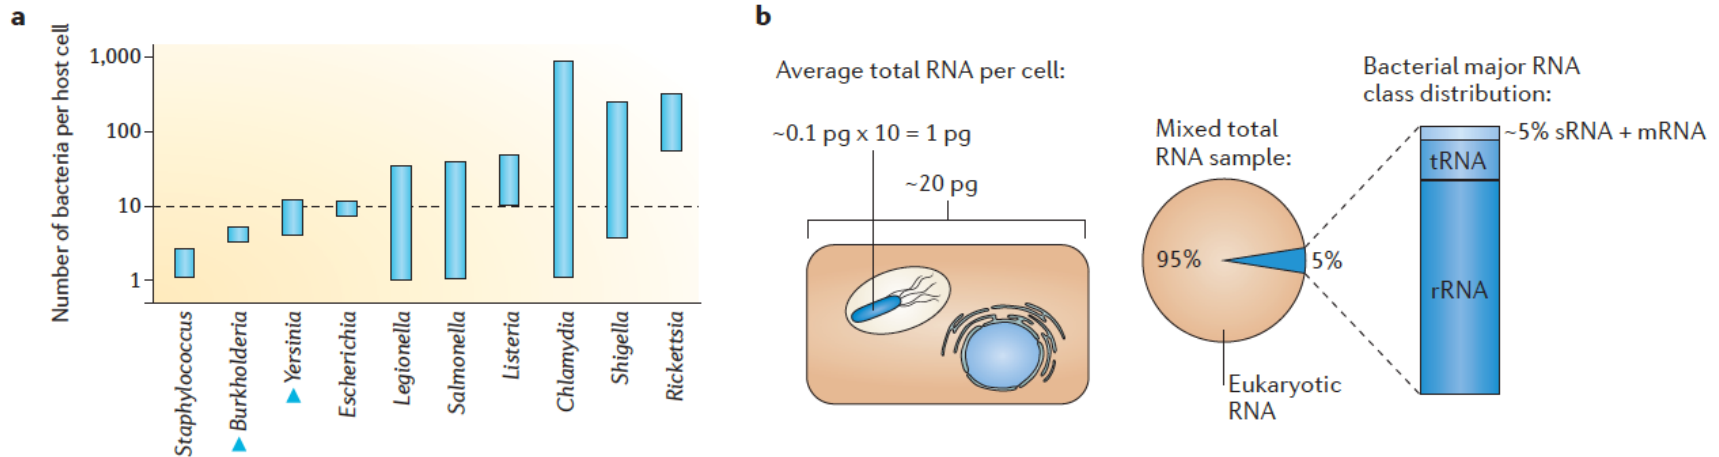 a
Number of bacteria per host cell
1,000
100
10
1
Staphylococcus
Burkholderia
Yersinia
Escherichia
Legionella
Salmonella
Listeria
Chlamydia
Shigella
Rickettsia
b
Average total RNA per cell:
~0.1 pg x 10 = 1 pg
~20 pg
Mixed total
RNA sample:
95%
5%
Eukaryotic
RNA
Bacterial major RNA
class distribution:
~5% sRNA + mRNA
tRNA
rRNA